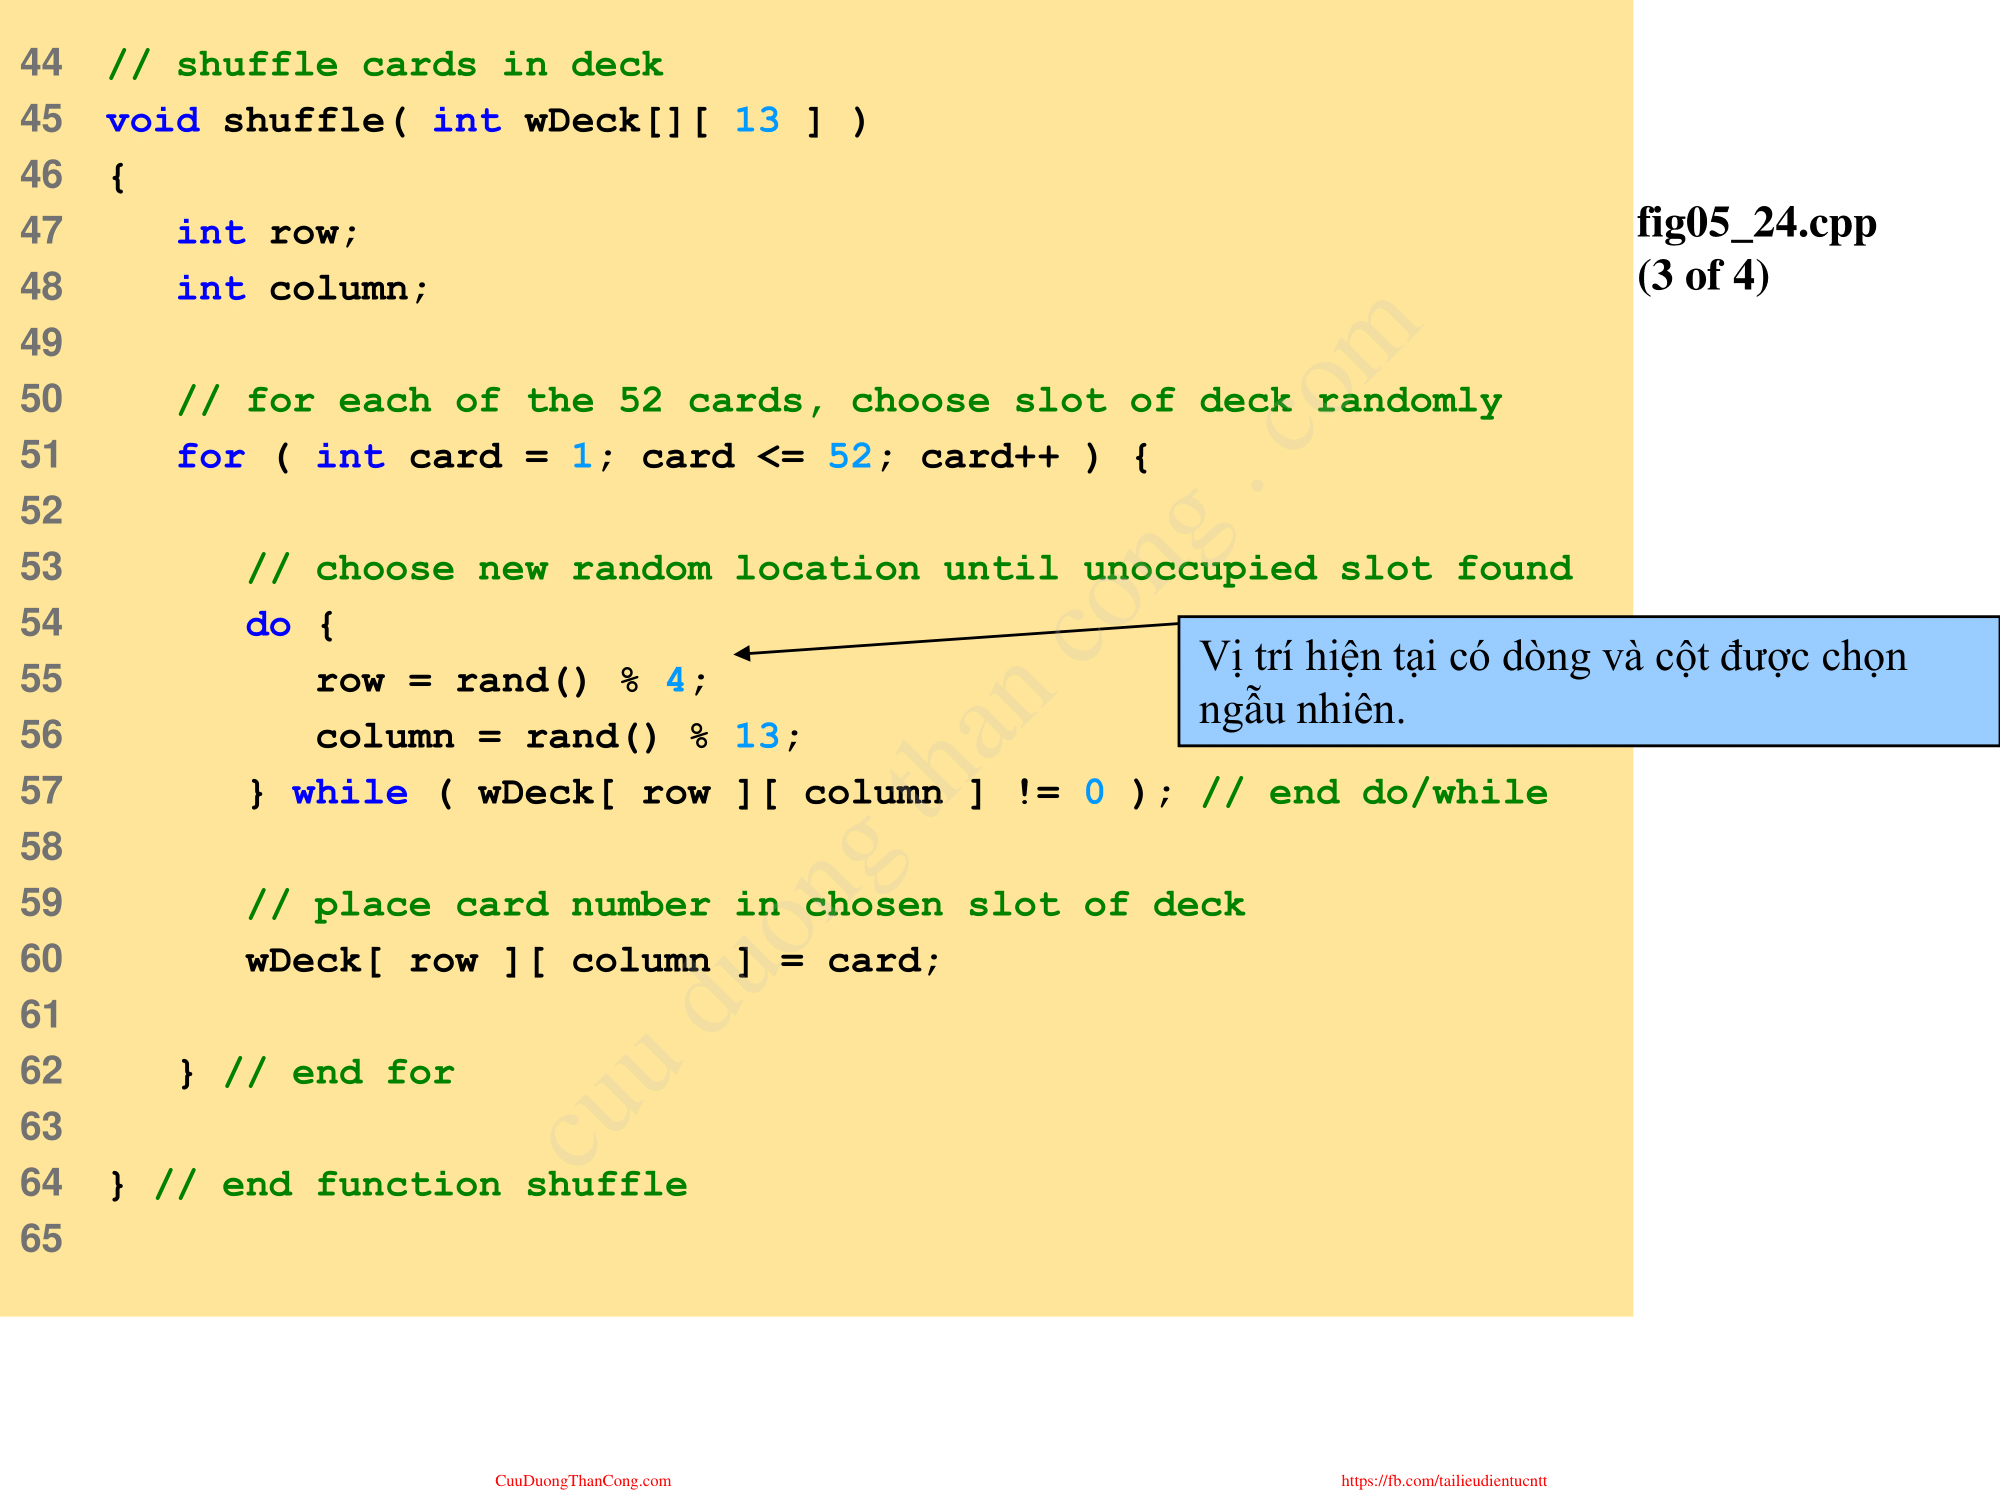 44 // shuffle cards in deck
45 void shuffle( int wDeck[][ 13 ] )
46 {
47 int row;
48 int column;
49
50 // for each of the 52 cards, choose slot of deck randomly
51 for ( int card = 1; card <= 52; card++ ) {
52
53 // choose new random location until unoccupied slot found
54 do {
55 row = rand() % 4;
56 column = rand() % 13;
57 } while ( wDeck[ row ][ column ] != 0 ); // end do/while
58
59 // place card number in chosen slot of deck
60 wDeck[ row ][ column ] = card;
61
62 } // end for
63
64 } // end function shuffle
65
fig05_24.cpp
(3 of 4)
Vị trí hiện tại có dòng và cột được chọn
ngẫu nhiên.
cuu duong than cong . com
CuuDuongThanCong.com
https://fb.com/tailieudientucntt